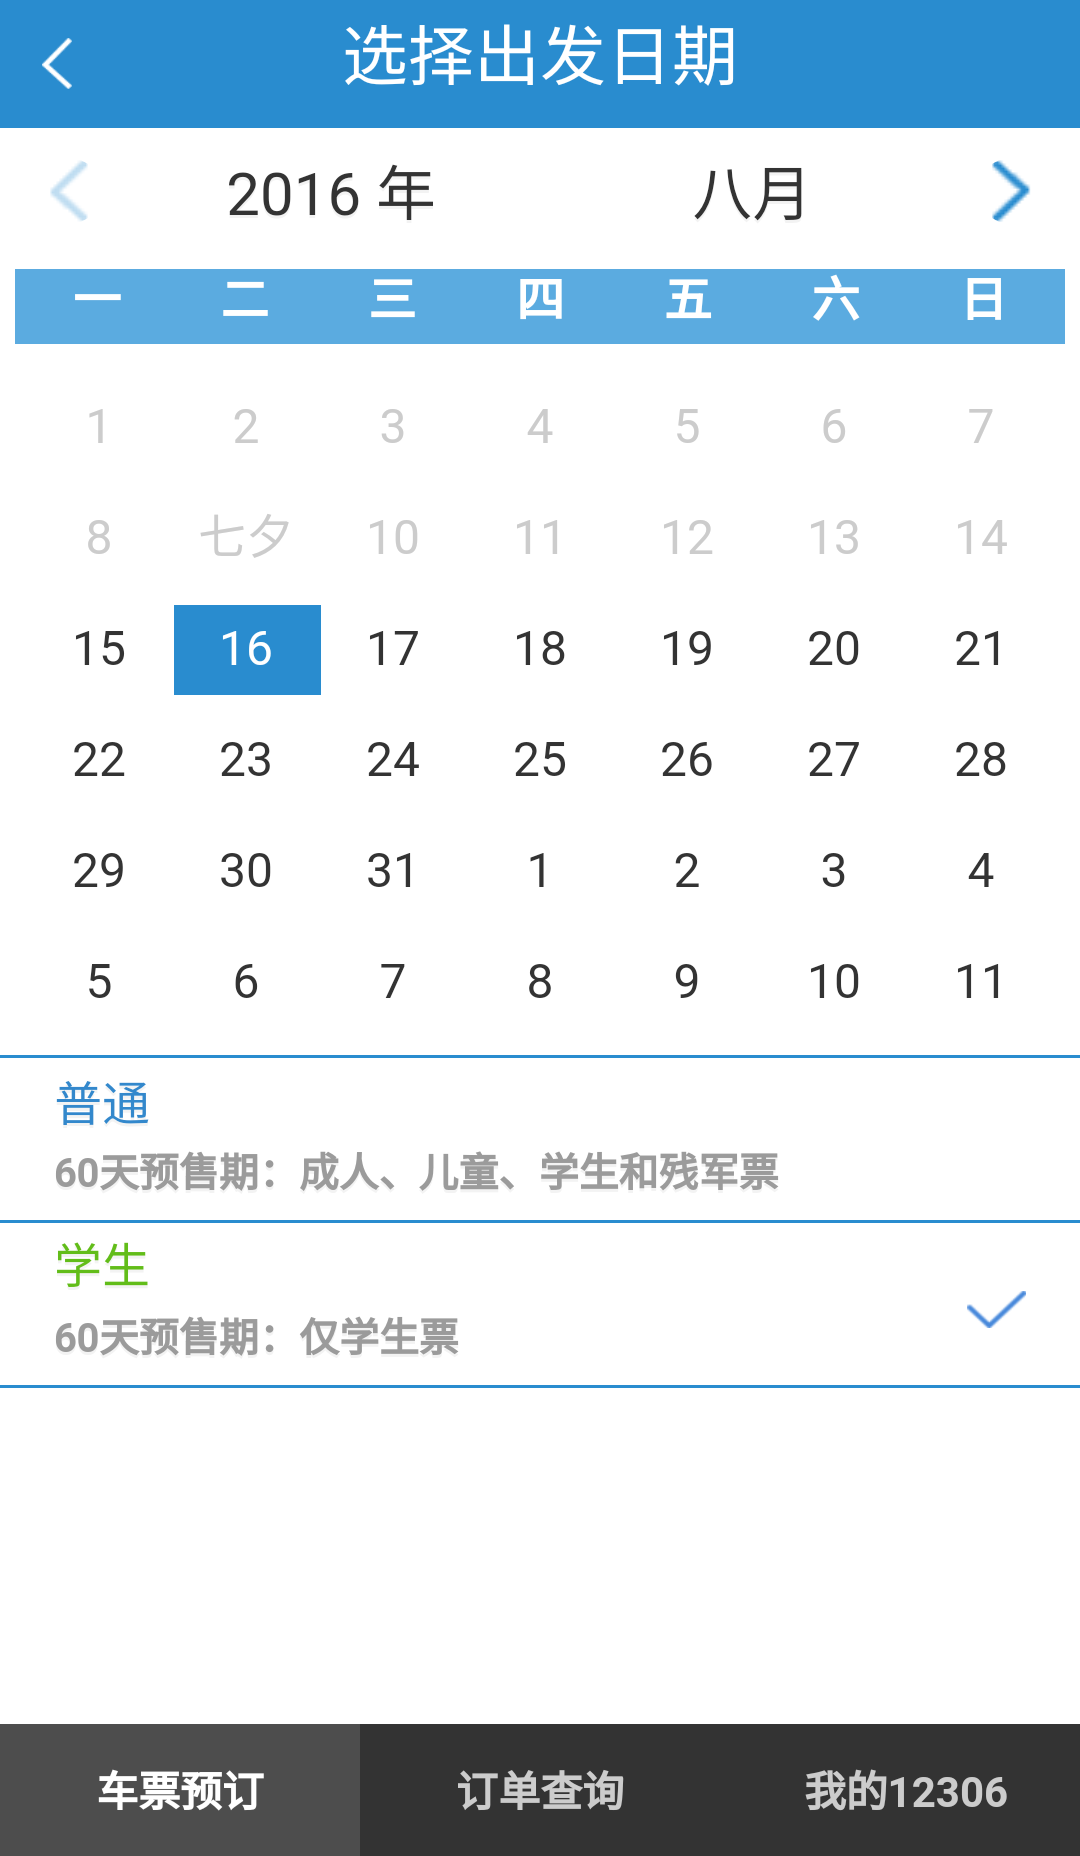 选择出发日期
2016 年 八月
一 二 三 四 五 六 日
1 2 3 4 5 6 7
8 七夕 10 11 12 13 14
15 16 17 18 19 20 21
22 23 24 25 26 27 28
29 30 31 1 2 3 4
5 6 7 8 9 10 11
普通
60天预售期：成人、儿童、学生和残军票
学生
60天预售期：仅学生票
车票预订 订单查询 我的12306